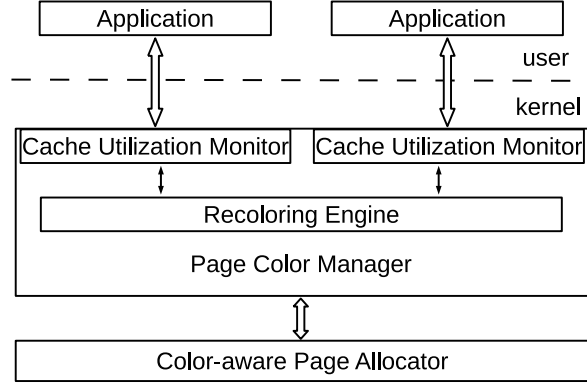 Application Application
user
kernel
Cache Utilization Monitor Cache Utilization Monitor
Recoloring Engine
Page Color Manager
Color-aware Page Allocator